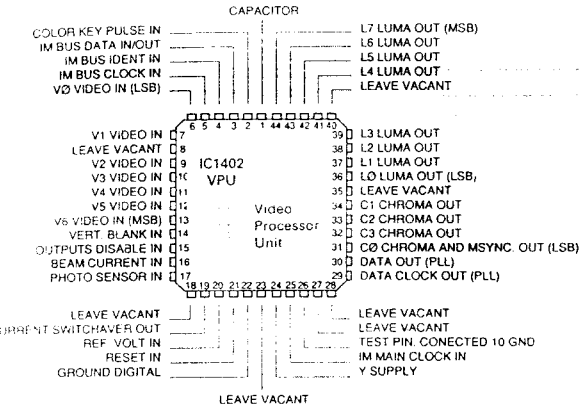 CAPACITOR
COLOR KEY PULSE IN
IM BUS DATA IN/OUT
IM BUS IDENT IN
IM BUS CLOCK IN
VØ VIDEO IN (LSB)
L7 LUMA OUT (MSB)
L6 LUMA OUT
L5 LUMA OUT
L4 LUMA OUT
LEAVE VACANT
6 5 4 3 2 1 44 43 42 41 40
V1 VIDEO IN 7
LEAVE VACANT 8
V2 VIDEO IN 9
V3 VIDEO IN 10
V4 VIDEO IN 11
V5 VIDEO IN 12
V6 VIDEO IN (MSB) 13
VERT. BLANK IN 14
OUTPUTS DISABLE IN 15
BEAM CURRENT IN 16
PHOTO SENSOR IN 17
IC1402
VPU
Video
Processor
Unit
39 L3 LUMA OUT
38 L2 LUMA OUT
37 L1 LUMA OUT
36 LØ LUMA OUT (LSB)
35 LEAVE VACANT
34 C1 CHROMA OUT
33 C2 CHROMA OUT
32 C3 CHROMA OUT
31 CØ CHROMA AND MSYNC. OUT (LSB)
30 DATA OUT (PLL)
29 DATA CLOCK OUT (PLL)
18 19 20 21 22 23 24 25 26 27 28
LEAVE VACANT
URRENT SWITCHAVER OUT
REF. VOLT IN
RESET IN
GROUND DIGITAL
LEAVE VACANT
LEAVE VACANT
TEST PIN. CONECTED 10 GND
IM MAIN CLOCK IN
Y SUPPLY
LEAVE VACANT